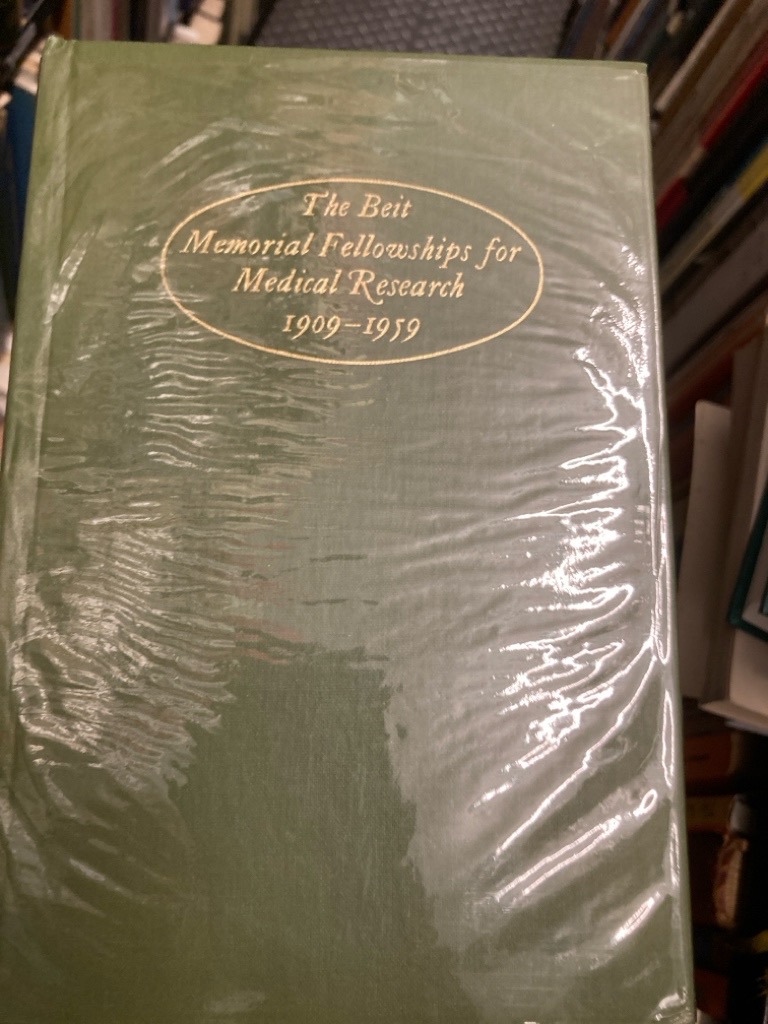 The Beit
Memorial Fellowships for
Medical Research
1909–1959